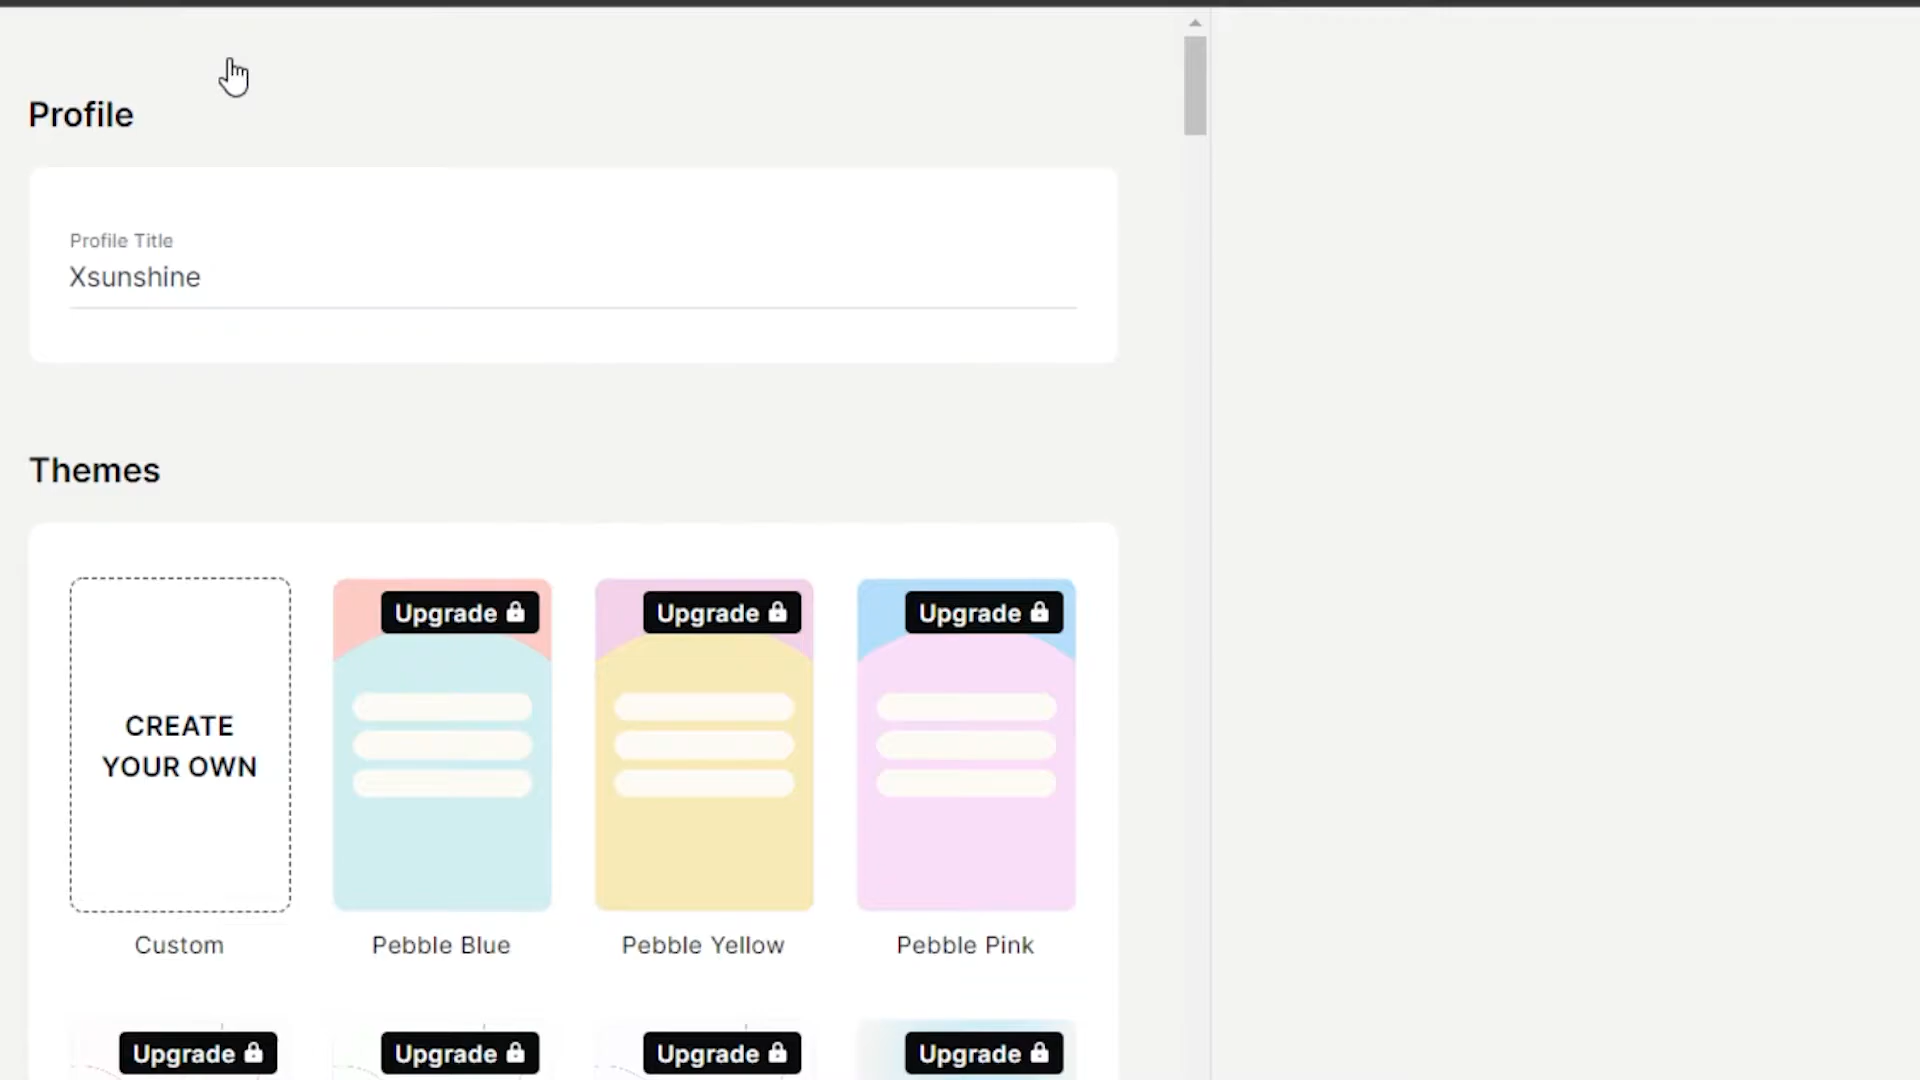 Profile
Profile Title
Xsunshine
Themes
Upgrade
Upgrade
Upgrade
CREATE
YOUR OWN
Custom
Pebble Blue
Pebble Yellow
Pebble Pink
Upgrade
Upgrade
Upgrade
Upgrade